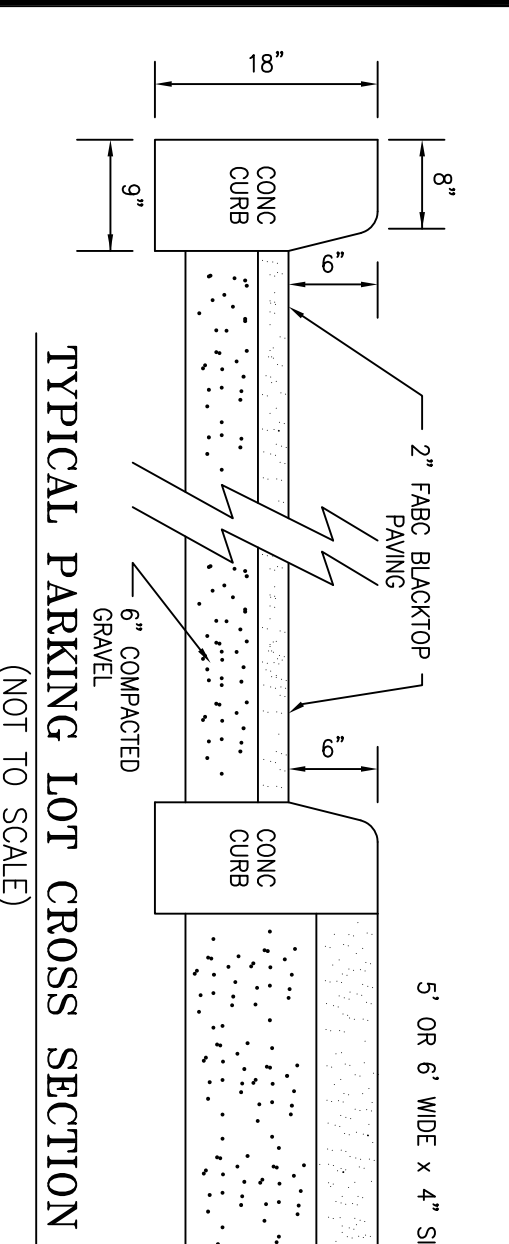 18"
8"
CONC
CURB
9"
6"
2" FABC BLACKTOP
PAVING
6" COMPACTED
GRAVEL
6"
CONC
CURB
5' OR 6' WIDE x 4"
TYPICAL PARKING LOT CROSS SECTION
(NOT TO SCALE)